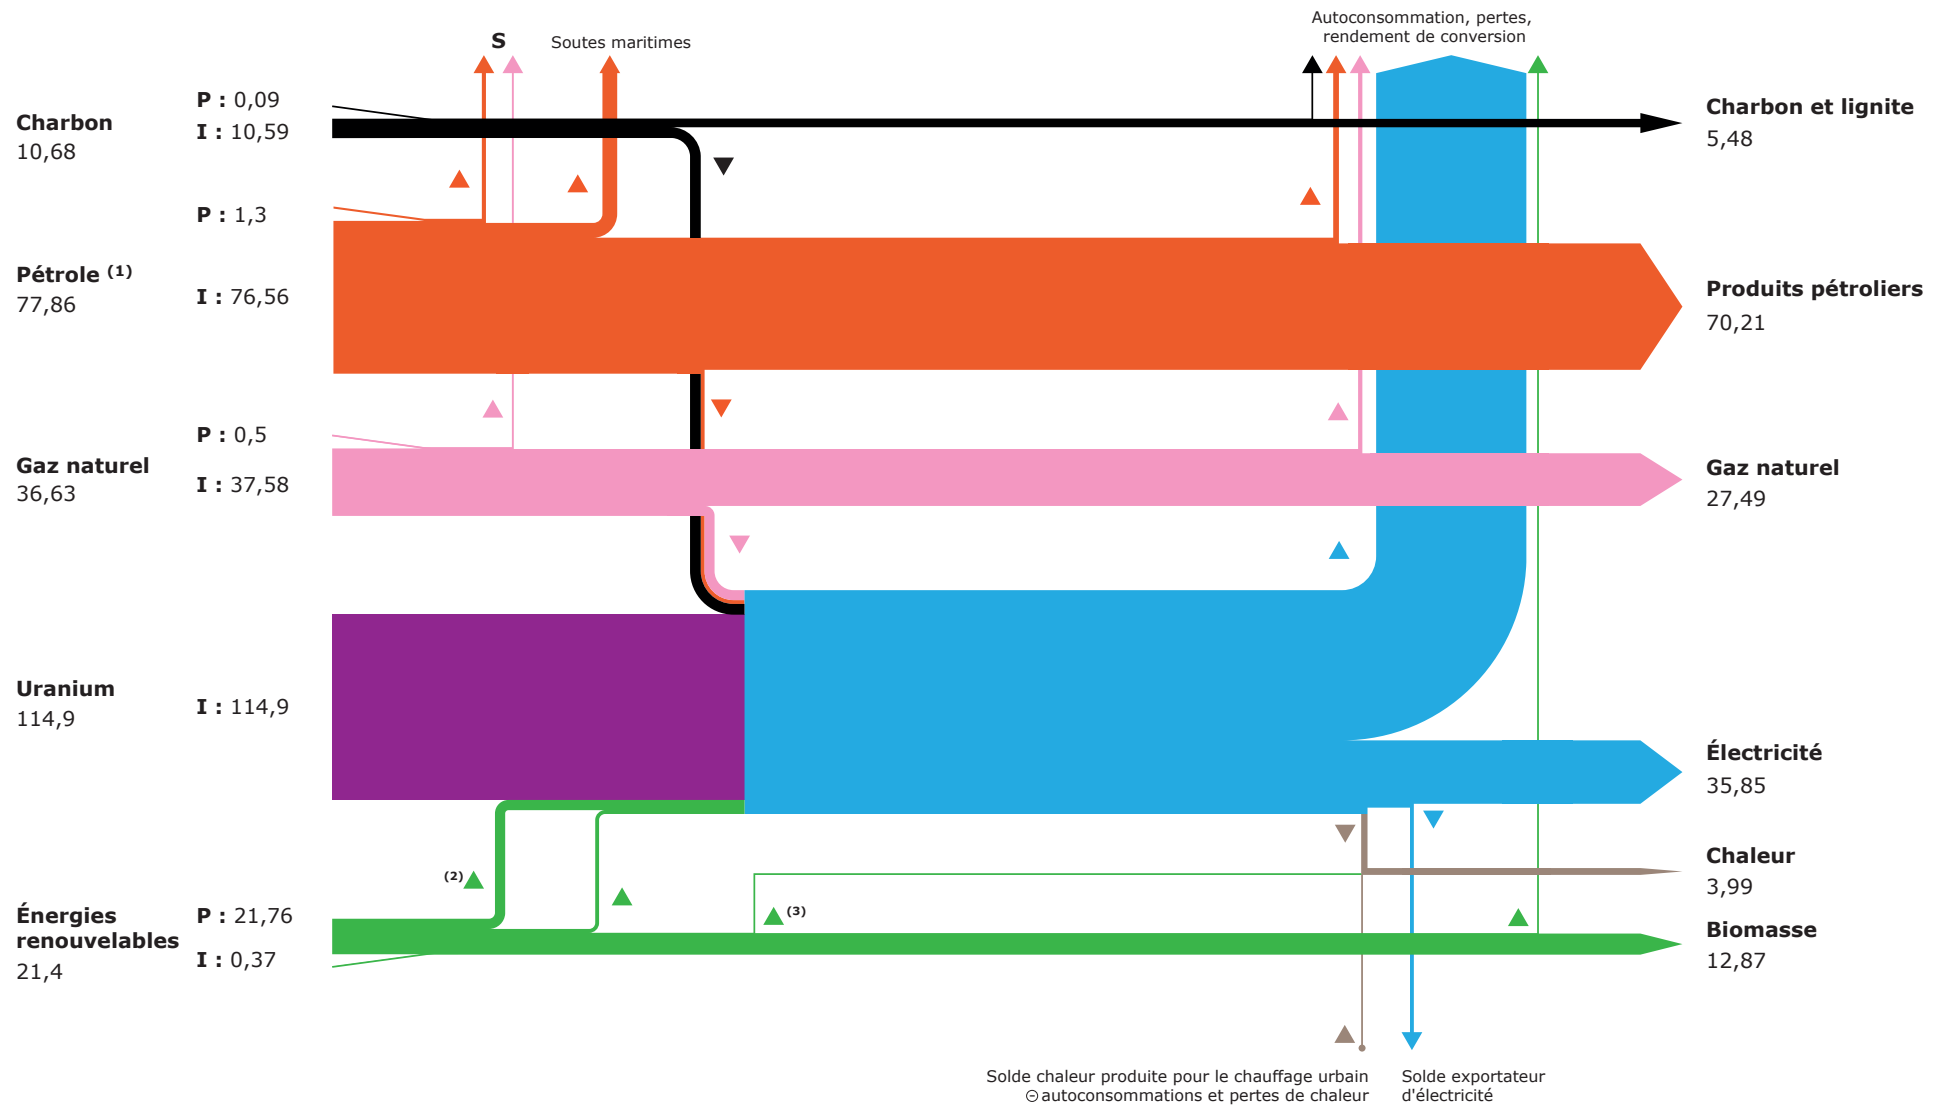 Autoconsommation, pertes,
rendement de conversion
S
Soutes maritimes
Charbon
10,68
P : 0,09
I : 10,59
Charbon et lignite
5,48
Pétrole (1)
77,86
P : 1,3
I : 76,56
Produits pétroliers
70,21
Gaz naturel
36,63
P : 0,5
I : 37,58
Gaz naturel
27,49
Uranium
114,9
I : 114,9
Électricité
35,85
(2)
(3)
Chaleur
3,99
Énergies
renouvelables
21,4
P : 21,76
I : 0,37
Biomasse
12,87
Solde chaleur produite pour le chauffage urbain
⊖ autoconsommations et pertes de chaleur
Solde exportateur
d'électricité